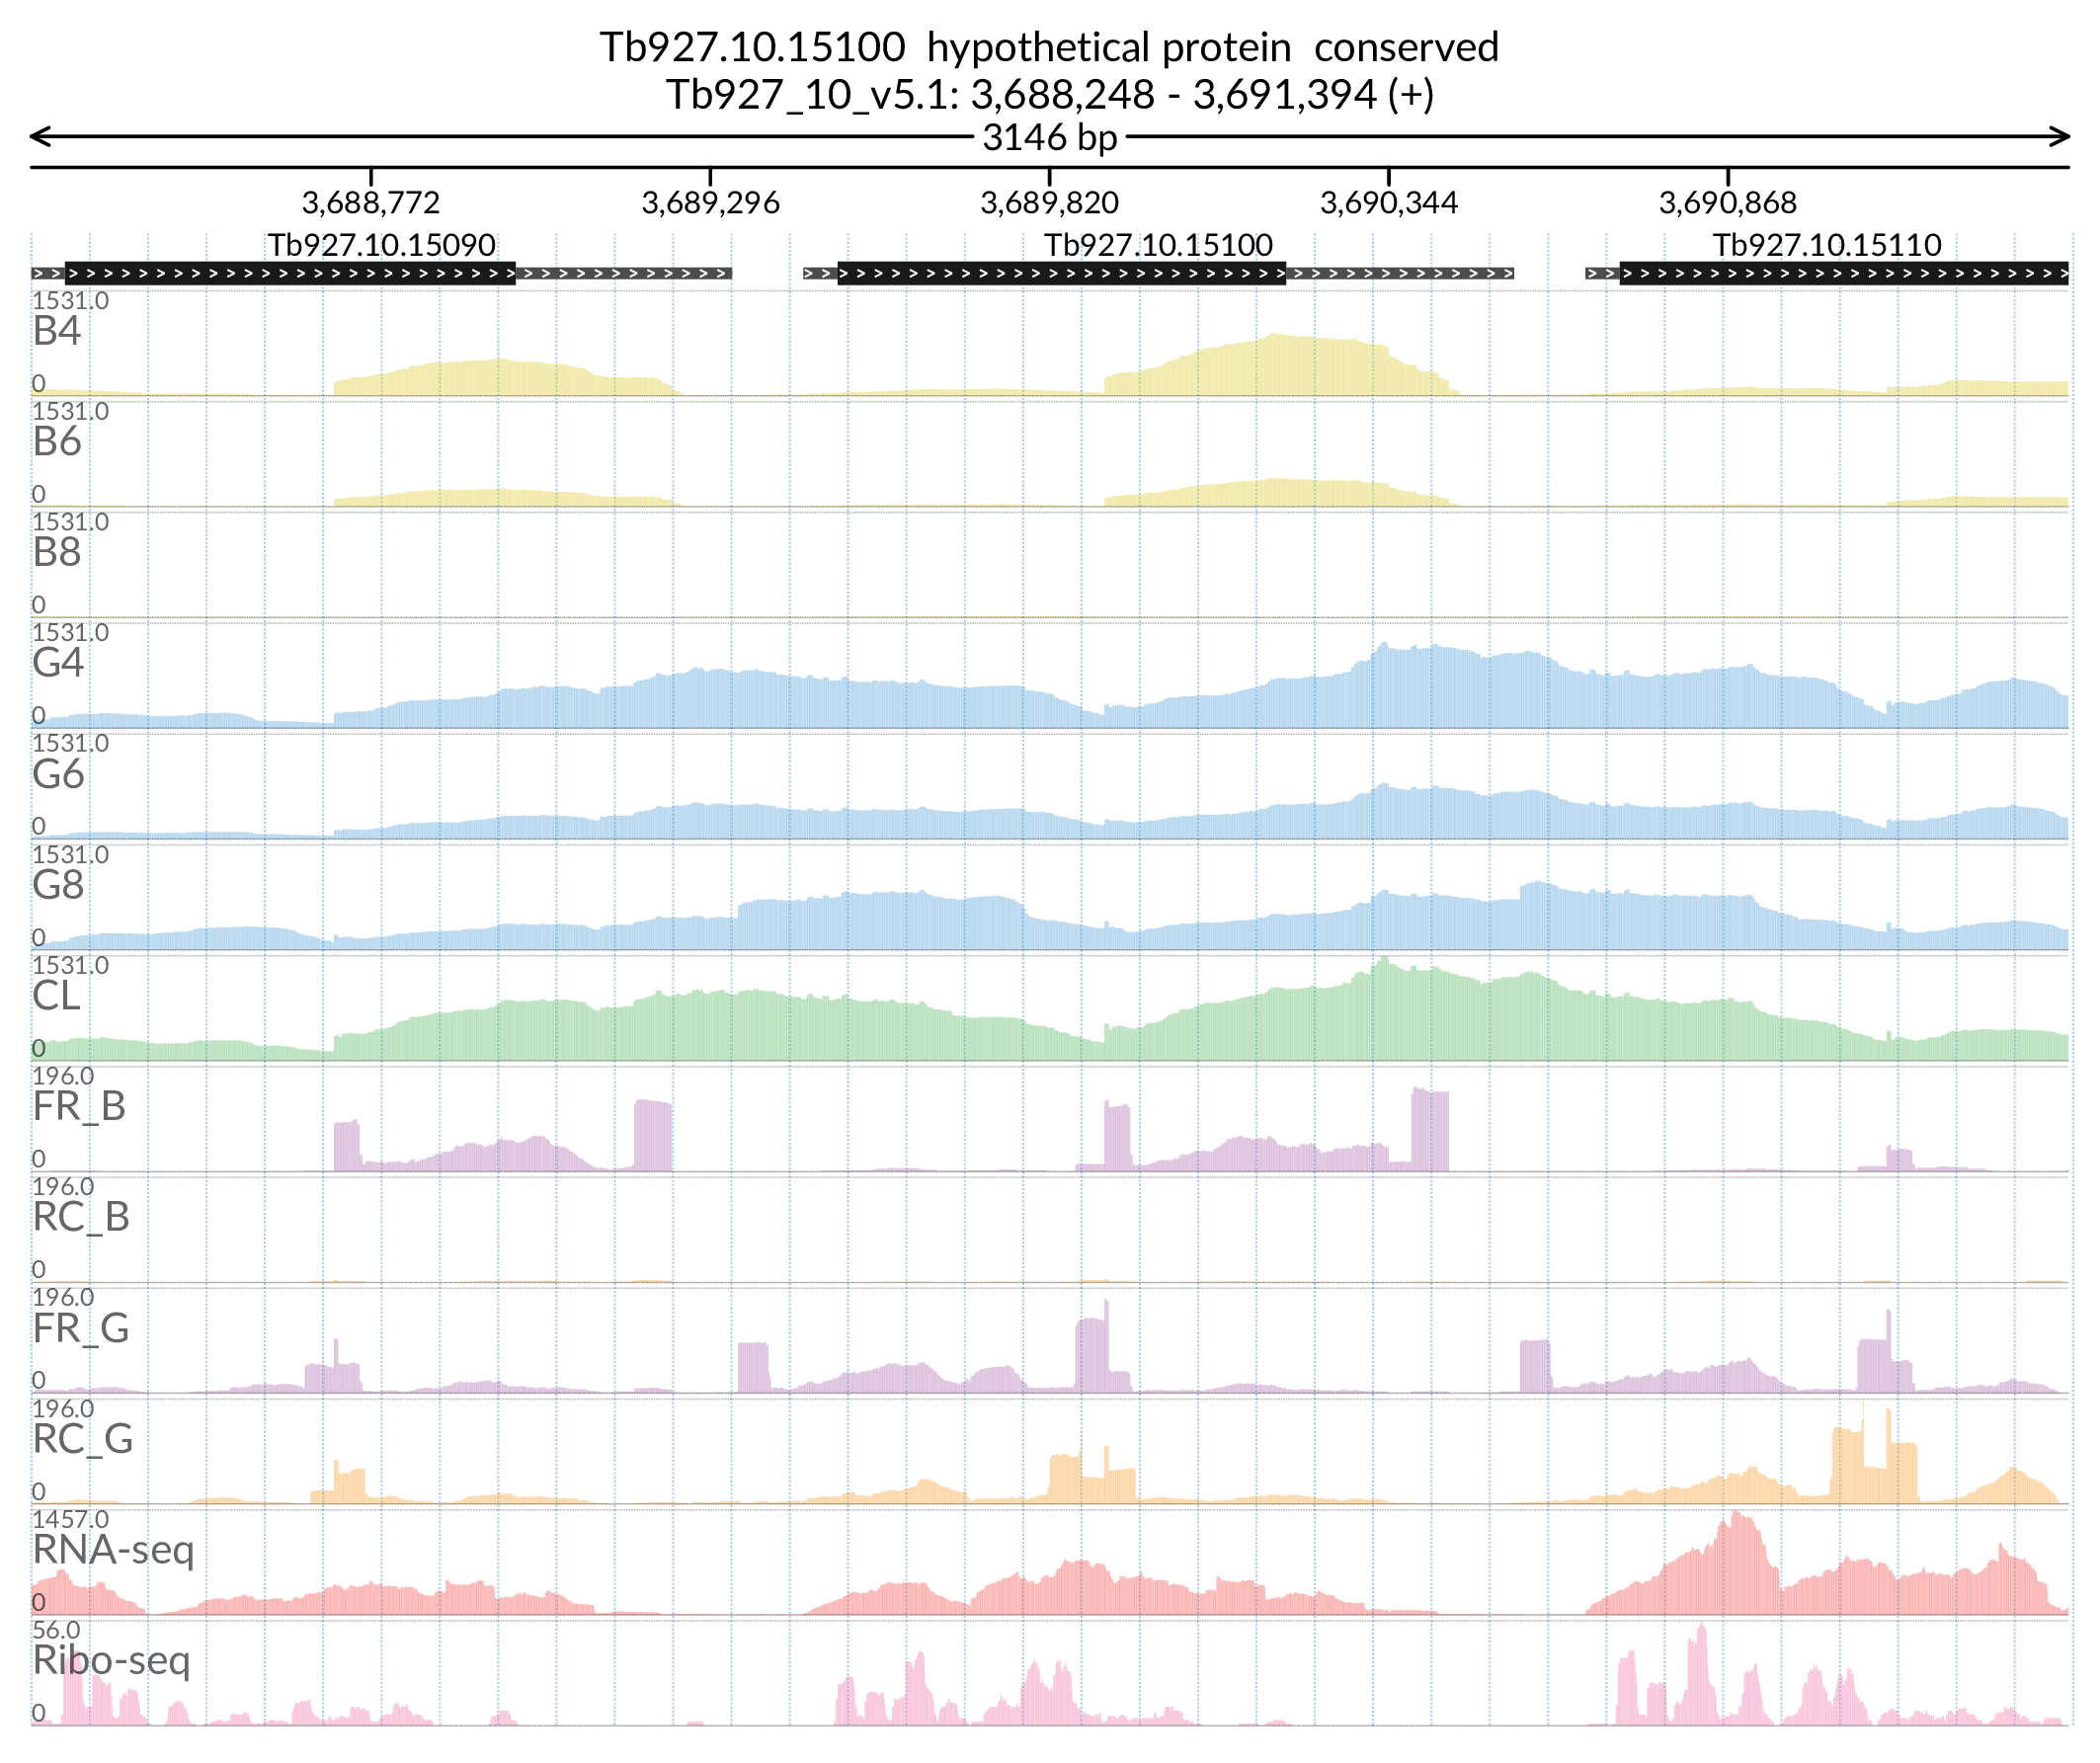 Tb927.10.15100 hypothetical protein conserved
Tb927_10_v5.1: 3,688,248 - 3,691,394 (+)
3146 bp
3,688,772 3,689,296 3,689,820 3,690,344 3,690,868
Tb927.10.15090 Tb927.10.15100 Tb927.10.15110
1531.0
B4
0
1531.0
B6
0
1531.0
B8
0
1531.0
G4
0
1531.0
G6
0
1531.0
G8
0
1531.0
CL
0
196.0
FR_B
0
196.0
RC_B
0
196.0
FR_G
0
196.0
RC_G
0
1457.0
RNA-seq
0
56.0
Ribo-seq
0